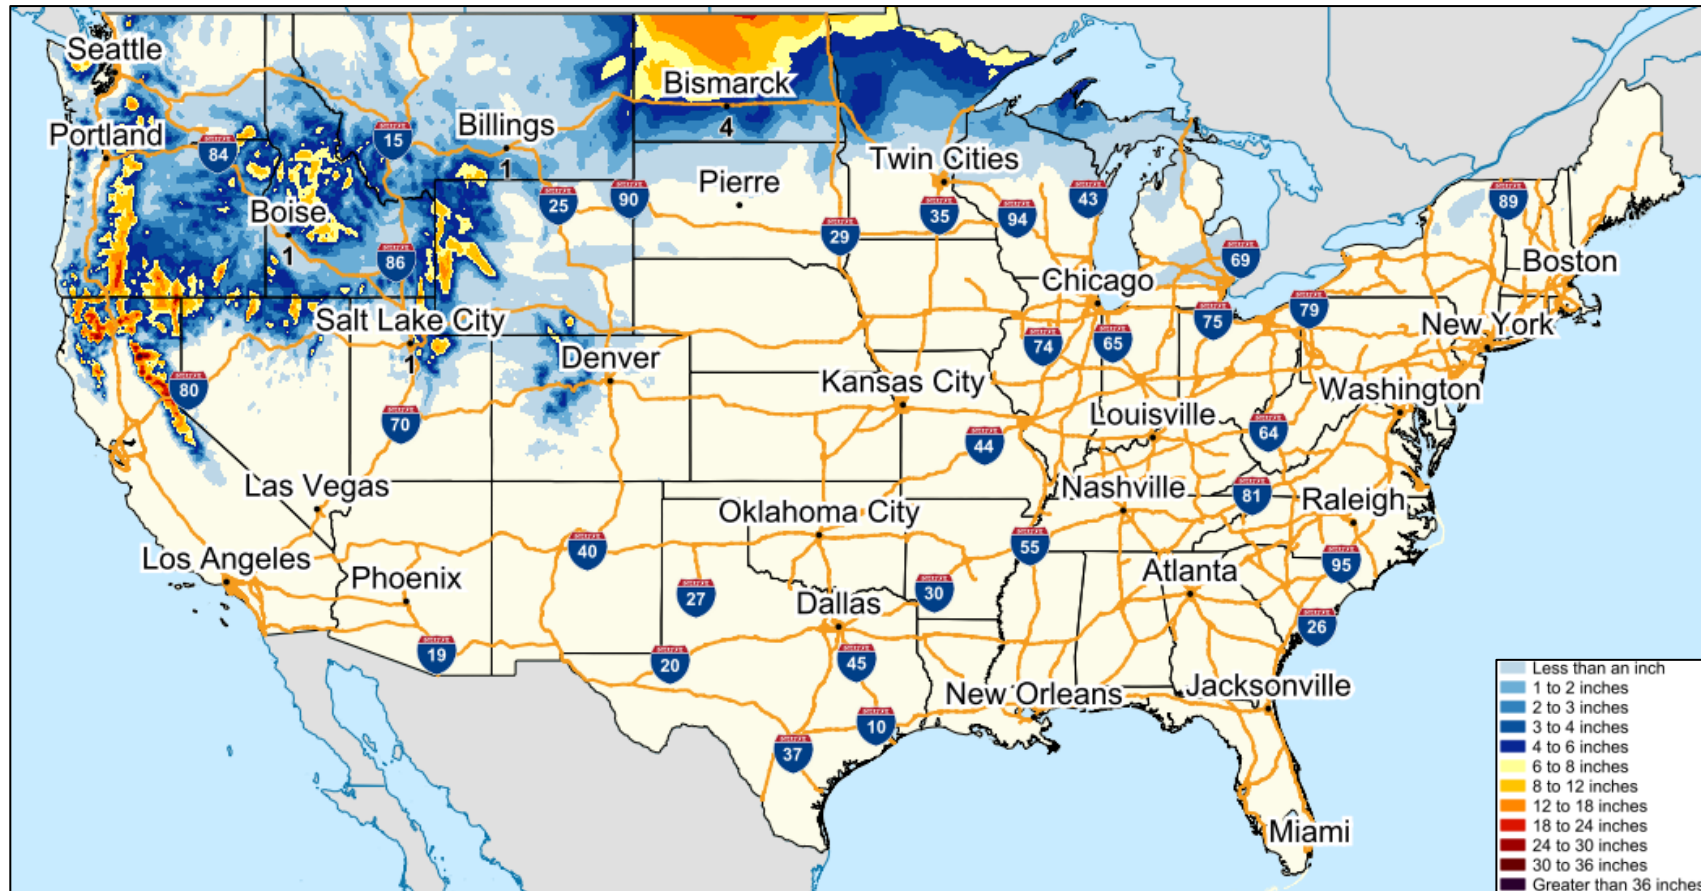 Seattle
Bismarck
4
Portland
84
15
Billings
1
Twin Cities
Pierre
25
90
43
35
94
89
Boise
1
29
86
69
Boston
Chicago
79
Salt Lake City
1
75
New York
74
65
Denver
Kansas City
80
Washington
70
Louisville
64
44
Las Vegas
Nashville
81
Raleigh
Oklahoma City
40
55
95
Los Angeles
Phoenix
Atlanta
27
30
Dallas
26
19
20
45
New Orleans
Jacksonville
10
37
Miami
Less than an inch
1 to 2 inches
2 to 3 inches
3 to 4 inches
4 to 6 inches
6 to 8 inches
8 to 12 inches
12 to 18 inches
18 to 24 inches
24 to 30 inches
30 to 36 inches
Greater than 36 inches